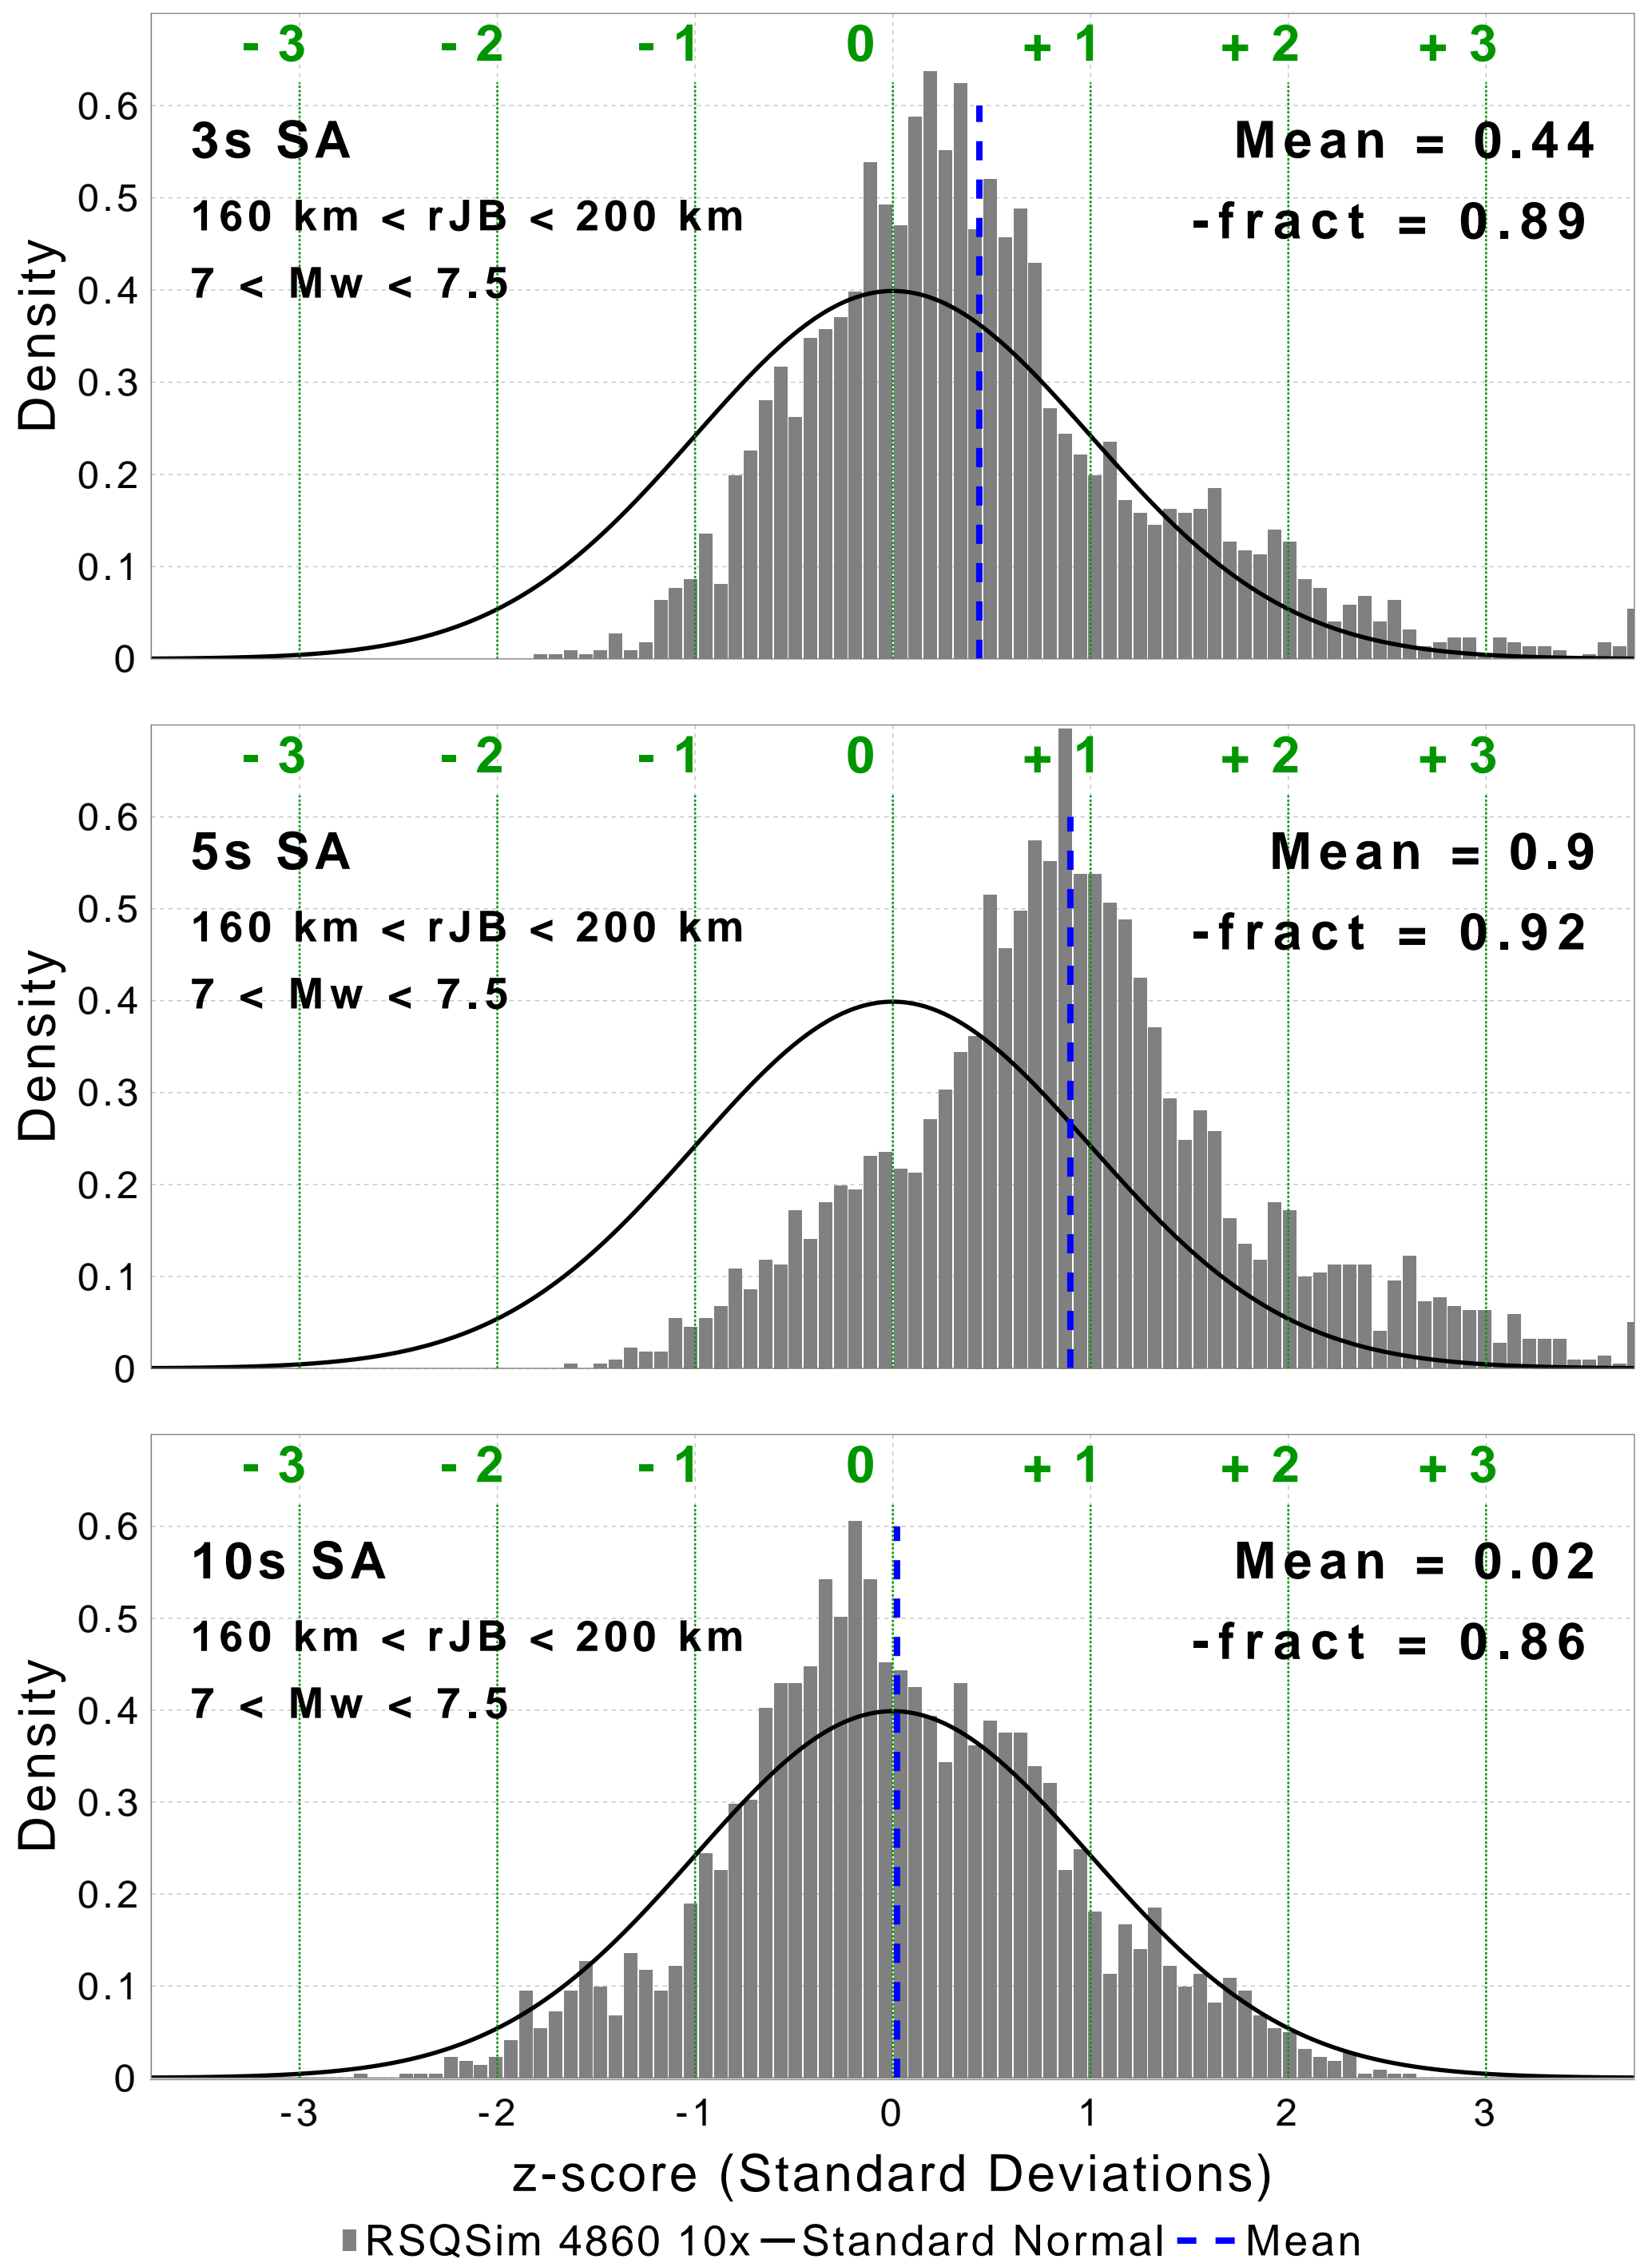 - 3 - 2 - 1 0 + 1 + 2 + 3
0.6
3s SA
Mean = 0.44
0.5
160 km < rJB < 200 km
-fract = 0.89
0.4
7 < Mw < 7.5
0.3
0.2
0.1
0
Density
- 3 - 2 - 1 0 + 1 + 2 + 3
0.6
5s SA
Mean = 0.9
0.5
160 km < rJB < 200 km
-fract = 0.92
0.4
7 < Mw < 7.5
0.3
0.2
0.1
0
Density
- 3 - 2 - 1 0 + 1 + 2 + 3
0.6
10s SA
Mean = 0.02
0.5
160 km < rJB < 200 km
-fract = 0.86
0.4
7 < Mw < 7.5
0.3
0.2
0.1
0
Density
-3 -2 -1 0 1 2 3
z-score (Standard Deviations)
RSQSim 4860 10x Standard Normal Mean